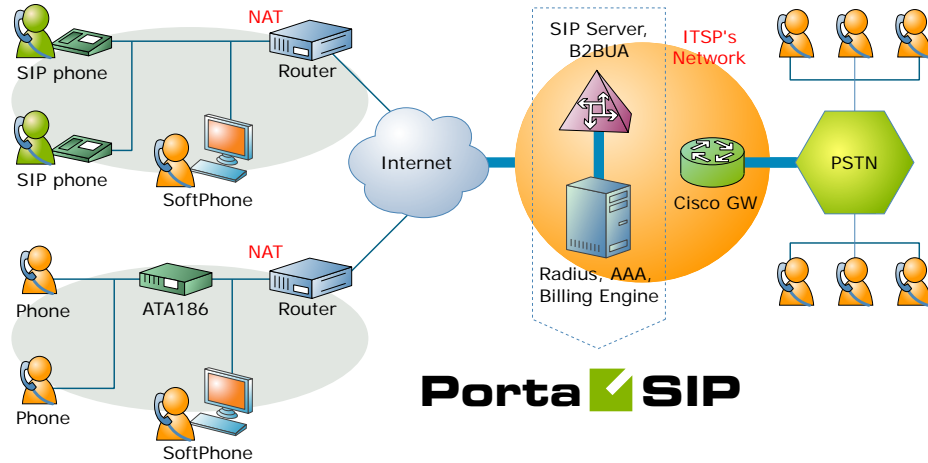 NAT
SIP phone
Router
SIP phone
SoftPhone
Internet
SIP Server,
B2BUA
ITSP's
Network
Cisco GW
PSTN
Radius, AAA,
Billing Engine
NAT
Phone
ATA186
Router
Phone
SoftPhone
Porta SIP